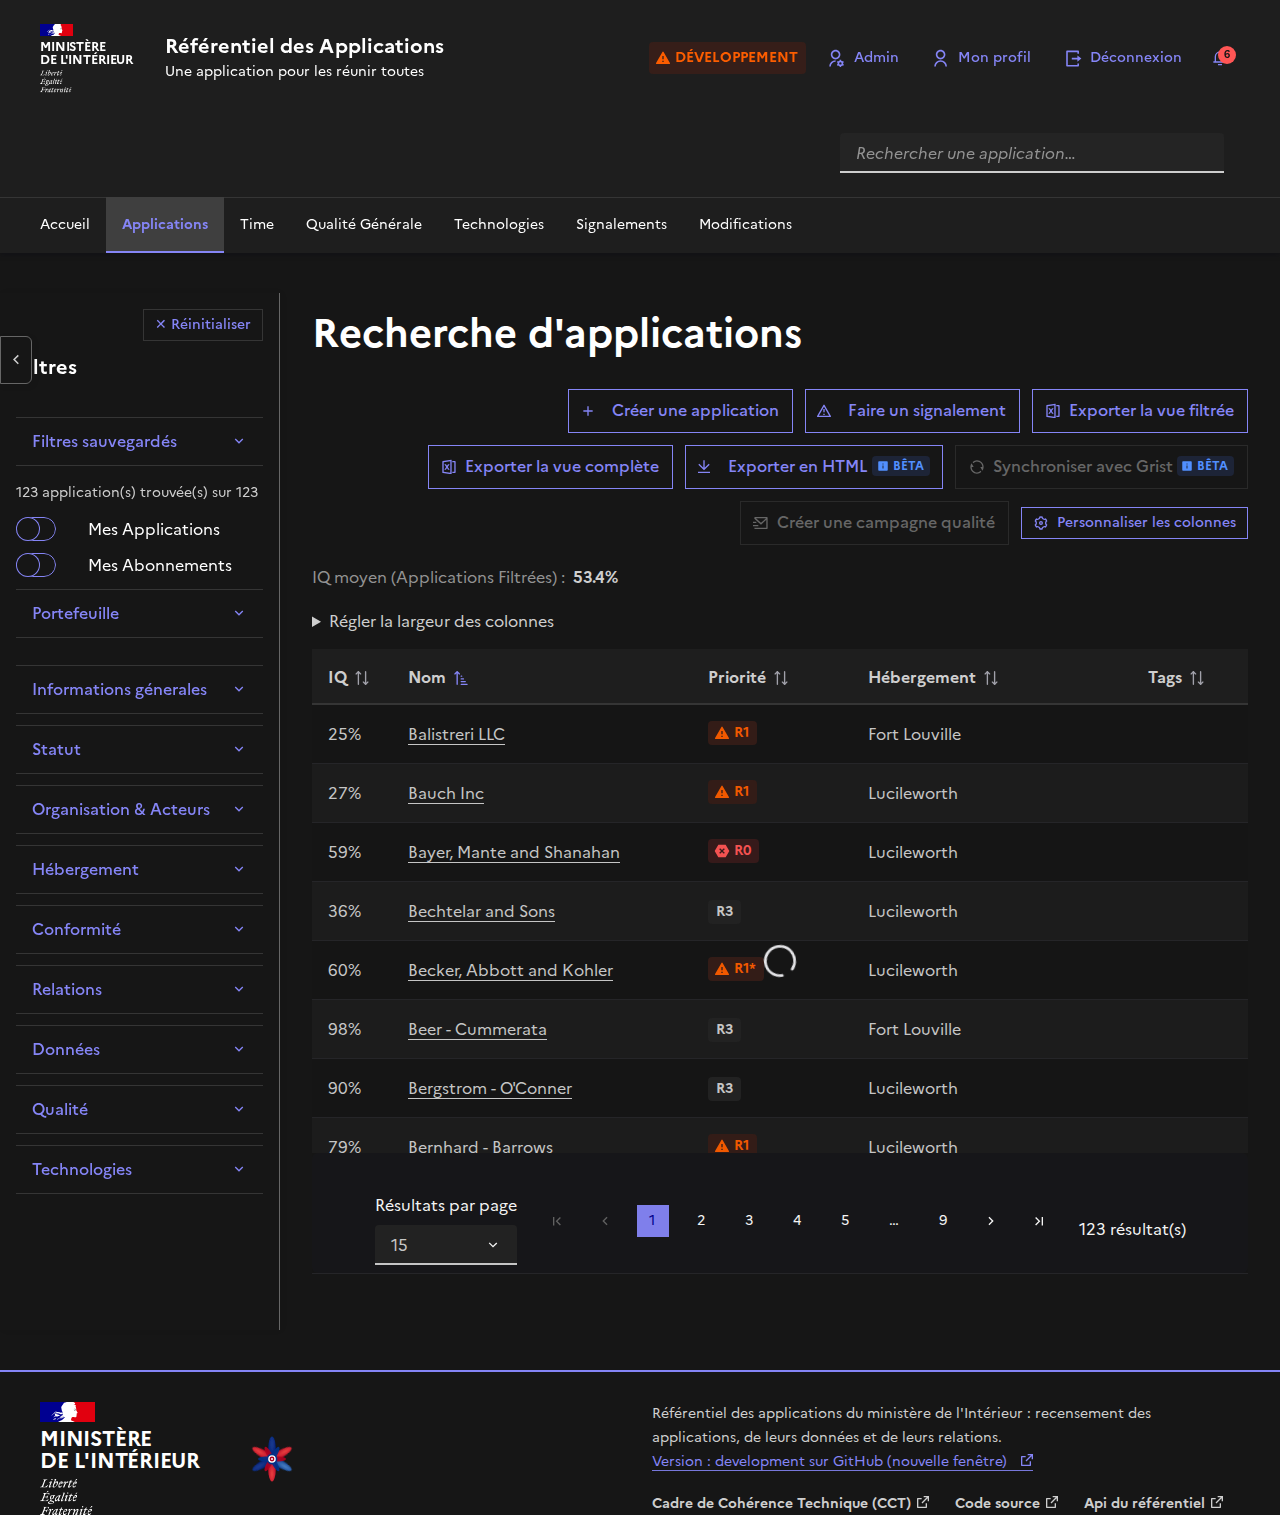 MINISTÈRE
DE L'INTÉRIEUR
Liberté
Égalité
Fraternité
Référentiel des Applications
Une application pour les réunir toutes
DÉVELOPPEMENT
Admin
Mon profil
Déconnexion
6
Rechercher une application...
Accueil
Applications
Time
Qualité Générale
Technologies
Signalements
Modifications
× Réinitialiser
ltres
Filtres sauvegardés
123 application(s) trouvée(s) sur 123
Mes Applications
Mes Abonnements
Portefeuille
Informations génerales
Statut
Organisation & Acteurs
Hébergement
Conformité
Relations
Données
Qualité
Technologies
Recherche d'applications
Créer une application
Faire un signalement
Exporter la vue filtrée
Exporter la vue complète
Exporter en HTML BÊTA
Synchroniser avec Grist BÊTA
Créer une campagne qualité
Personnaliser les colonnes
IQ moyen (Applications Filtrées) : 53.4%
Régler la largeur des colonnes
IQ Nom Priorité Hébergement Tags
25% Balistreri LLC R1 Fort Louville
27% Bauch Inc R1 Lucileworth
59% Bayer, Mante and Shanahan R0 Lucileworth
36% Bechtelar and Sons R3 Lucileworth
60% Becker, Abbott and Kohler R1* Lucileworth
98% Beer - Cummerata R3 Fort Louville
90% Bergstrom - O'Conner R3 Lucileworth
79% Bernhard - Barrows R1 Lucileworth
Résultats par page
15
1 2 3 4 5 ... 9
123 résultat(s)
MINISTÈRE
DE L'INTÉRIEUR
Liberté
Égalité
Fraternité
Référentiel des applications du ministère de l'Intérieur : recensement des
applications, de leurs données et de leurs relations.
Version : development sur GitHub (nouvelle fenêtre)
Cadre de Cohérence Technique (CCT)
Code source
Api du référentiel